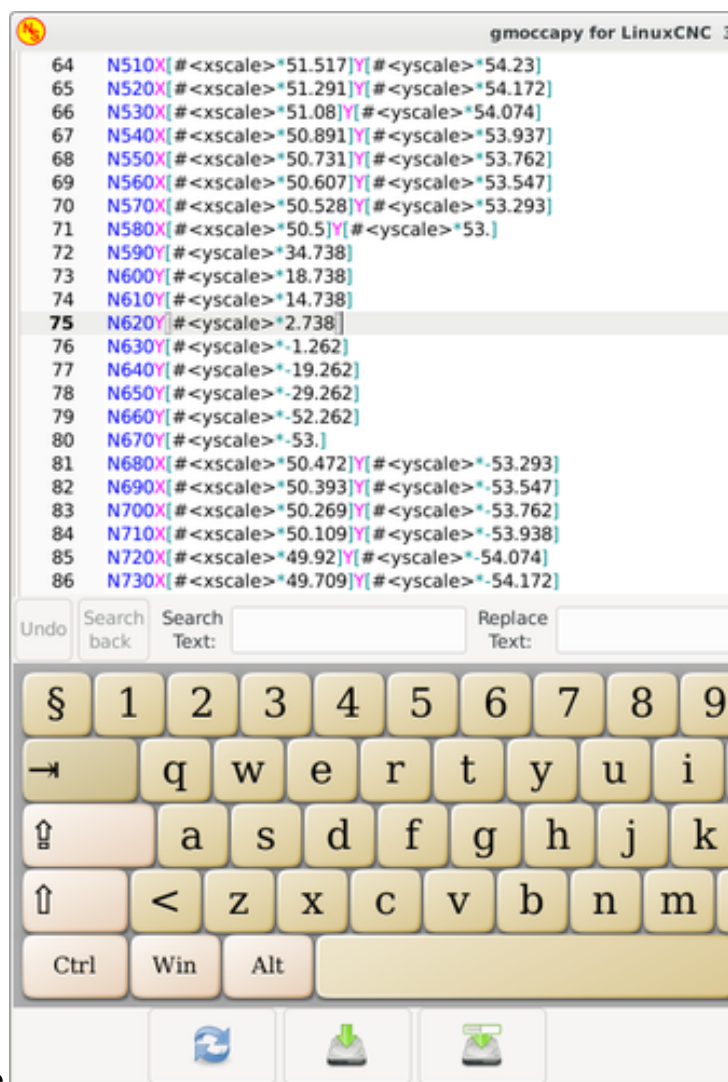 gmoccapy for LinuxCNC
64 N510X[#<xscale>*51.517]Y[#<yscale>*54.23]
65 N520X[#<xscale>*51.291]Y[#<yscale>*54.172]
66 N530X[#<xscale>*51.08]Y[#<yscale>*54.074]
67 N540X[#<xscale>*50.891]Y[#<yscale>*53.937]
68 N550X[#<xscale>*50.731]Y[#<yscale>*53.762]
69 N560X[#<xscale>*50.607]Y[#<yscale>*53.547]
70 N570X[#<xscale>*50.528]Y[#<yscale>*53.293]
71 N580X[#<xscale>*50.5]Y[#<yscale>*53.]
72 N590Y[#<yscale>*34.738]
73 N600Y[#<yscale>*18.738]
74 N610Y[#<yscale>*14.738]
75 N620Y[#<yscale>*2.738]
76 N630Y[#<yscale>*-1.262]
77 N640Y[#<yscale>*-19.262]
78 N650Y[#<yscale>*-29.262]
79 N660Y[#<yscale>*-52.262]
80 N670Y[#<yscale>*-53.]
81 N680X[#<xscale>*50.472]Y[#<yscale>*-53.293]
82 N690X[#<xscale>*50.393]Y[#<yscale>*-53.547]
83 N700X[#<xscale>*50.269]Y[#<yscale>*-53.762]
84 N710X[#<xscale>*50.109]Y[#<yscale>*-53.938]
85 N720X[#<xscale>*49.92]Y[#<yscale>*-54.074]
86 N730X[#<xscale>*49.709]Y[#<yscale>*-54.172]
Undo Search back Search Text: Replace Text:
§ 1 2 3 4 5 6 7 8 9
⇥ q w e r t y u i
⇪ a s d f g h j k
⇧ < z x c v b n m
Ctrl Win Alt